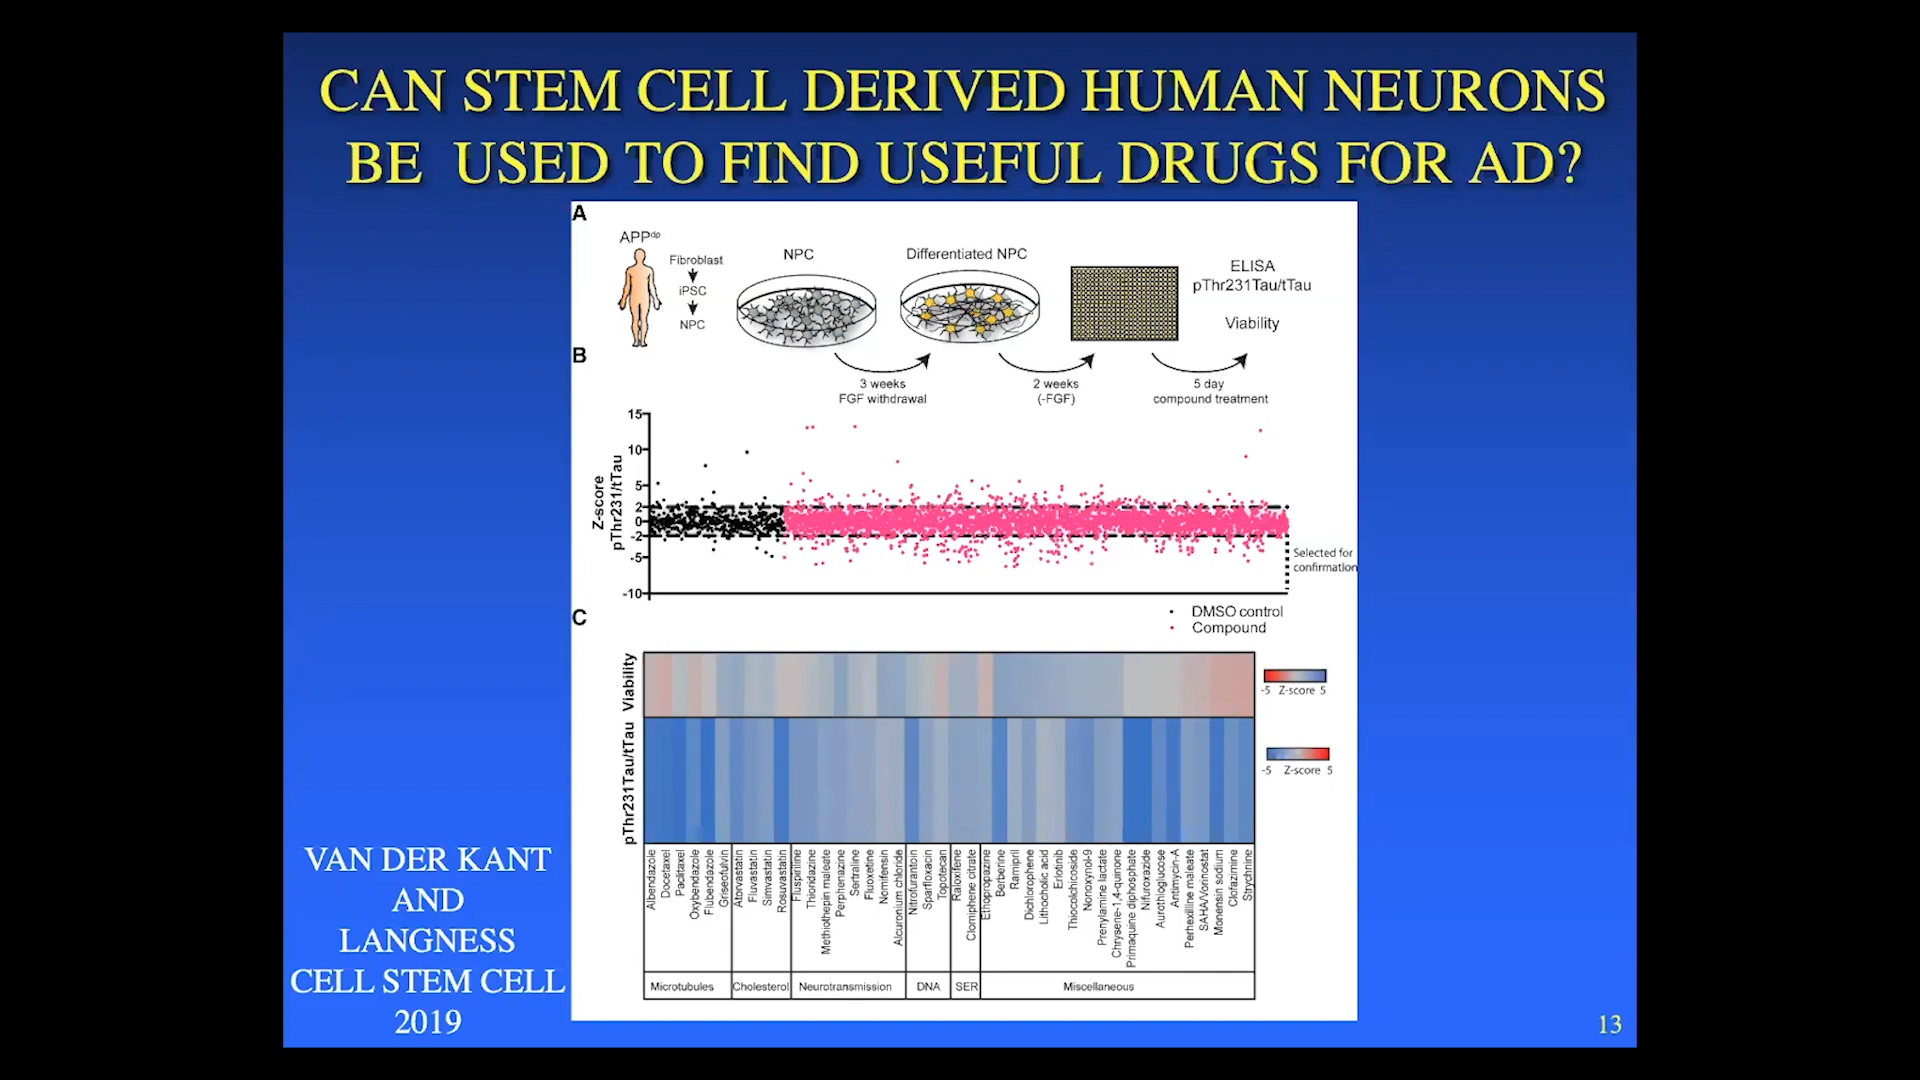 CAN STEM CELL DERIVED HUMAN NEURONS
BE USED TO FIND USEFUL DRUGS FOR AD?
A
APPdp
Fibroblast
iPSC
NPC
NPC
Differentiated NPC
ELISA
pThr231Tau/tTau
Viability
3 weeks
FGF withdrawal
2 weeks
(-FGF)
5 day
compound treatment
B
Z-score
pThr231/tTau
15
10
5
2
0
-2
-5
-10
Selected for
confirmation
DMSO control
Compound
C
Viability
pThr231Tau/tTau
-5 Z-score 5
-5 Z-score 5
Albendazole
Docetaxel
Paclitaxel
Oxybendazole
Flubendazole
Griseofulvin
Atorvastatin
Fluvastatin
Simvastatin
Rosuvastatin
Fluspiriline
Thioridazine
Methiothepin maleate
Perphenazine
Sertraline
Fluoxetine
Nomifensin
Alcuronium chloride
Nitrofurantoin
Sparfloxacin
Topotecan
Raloxifene
Clomiphene citrate
Ethopropazine
Berberine
Ramipril
Dichlorophene
Lithocholic acid
Erlotinib
Thiocolchicoside
Nonoxynol-9
Prenylamine lactate
Chrysene-1,4-quinone
Primaquine diphosphate
Nifuroxazide
Aurothioglucose
Antimycin-A
Perhexiline maleate
SAHA/Vorinostat
Monensin sodium
Clofazimine
Strychnine
Microtubules
Cholesterol
Neurotransmission
DNA
SER
Miscellaneous
VAN DER KANT
AND
LANGNESS
CELL STEM CELL
2019
13